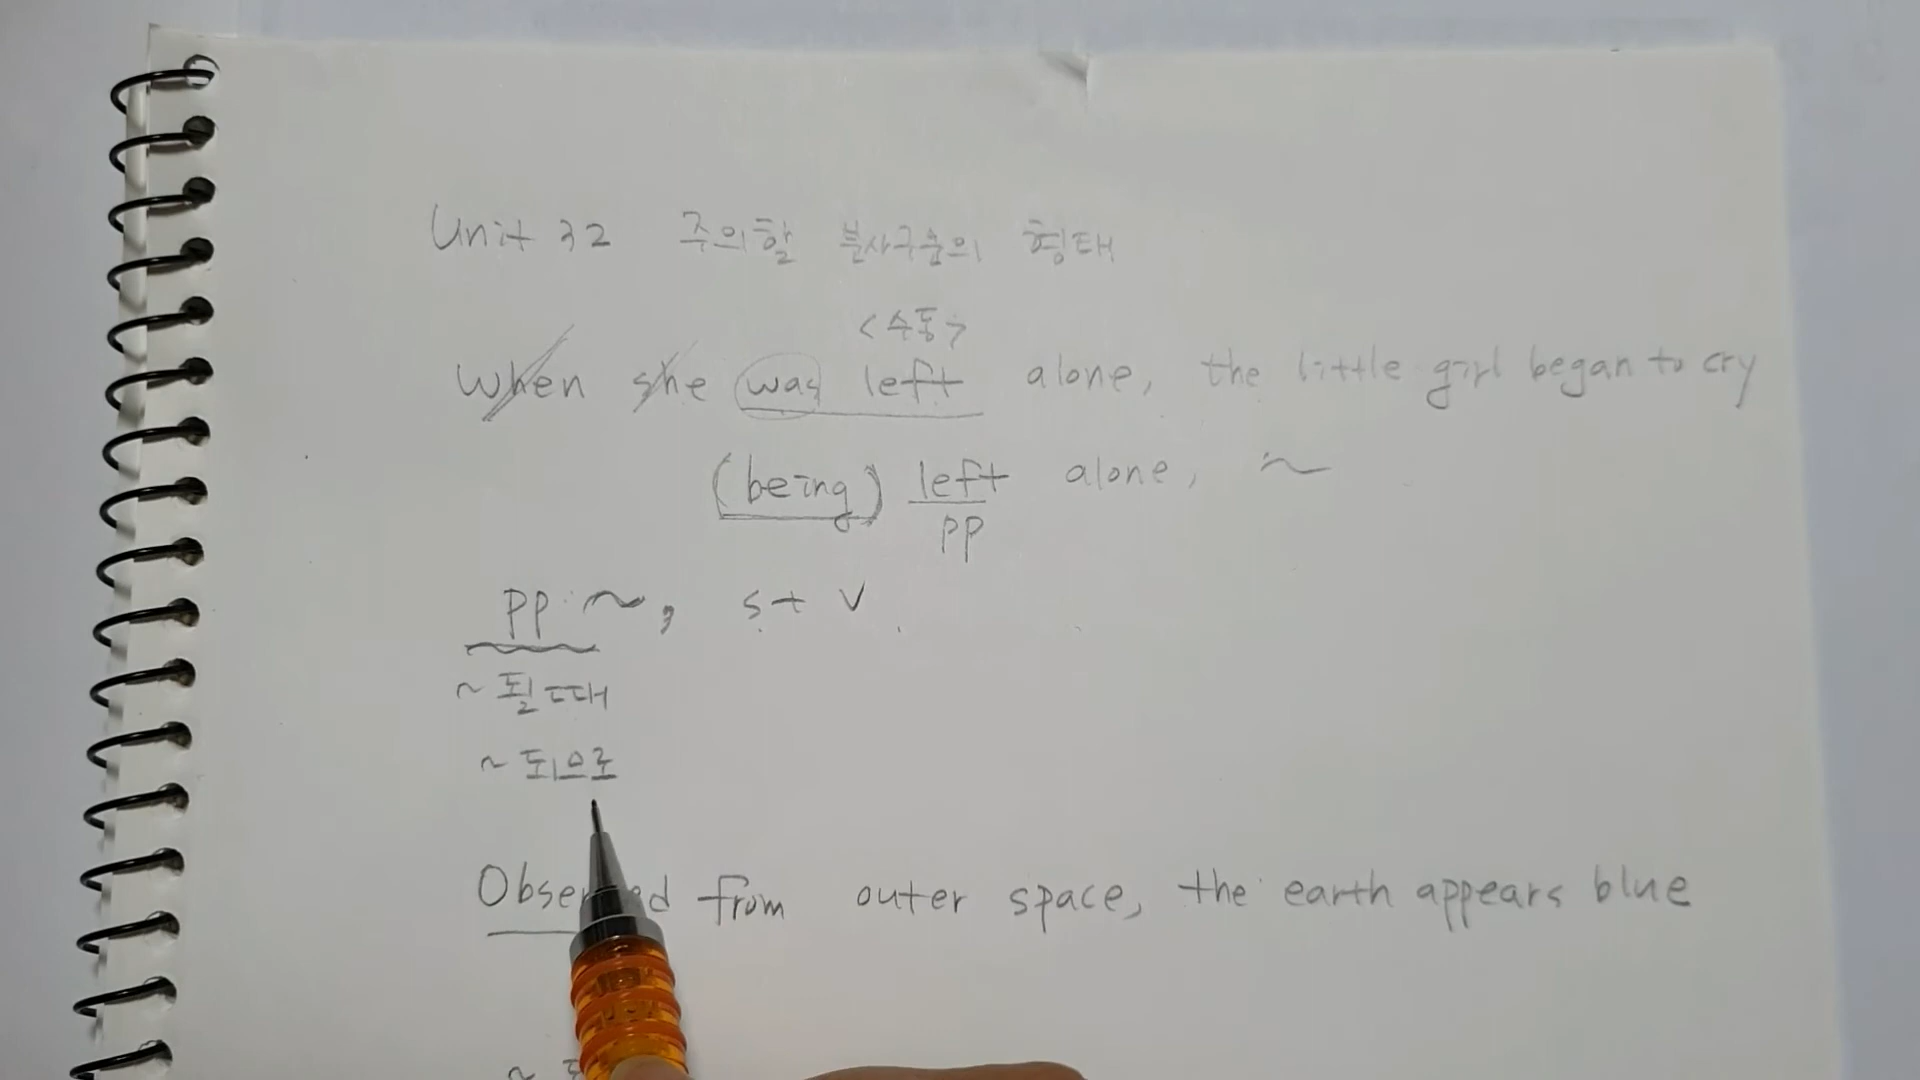 Unit 32 주의할 분사구문의 형태
<수동>
When she was left alone, the little girl began to cry
(being) left alone, ~
PP
PP ~, S + V
~ 될때
~ 되으로
Obse ed from outer space, the earth appears blue
~